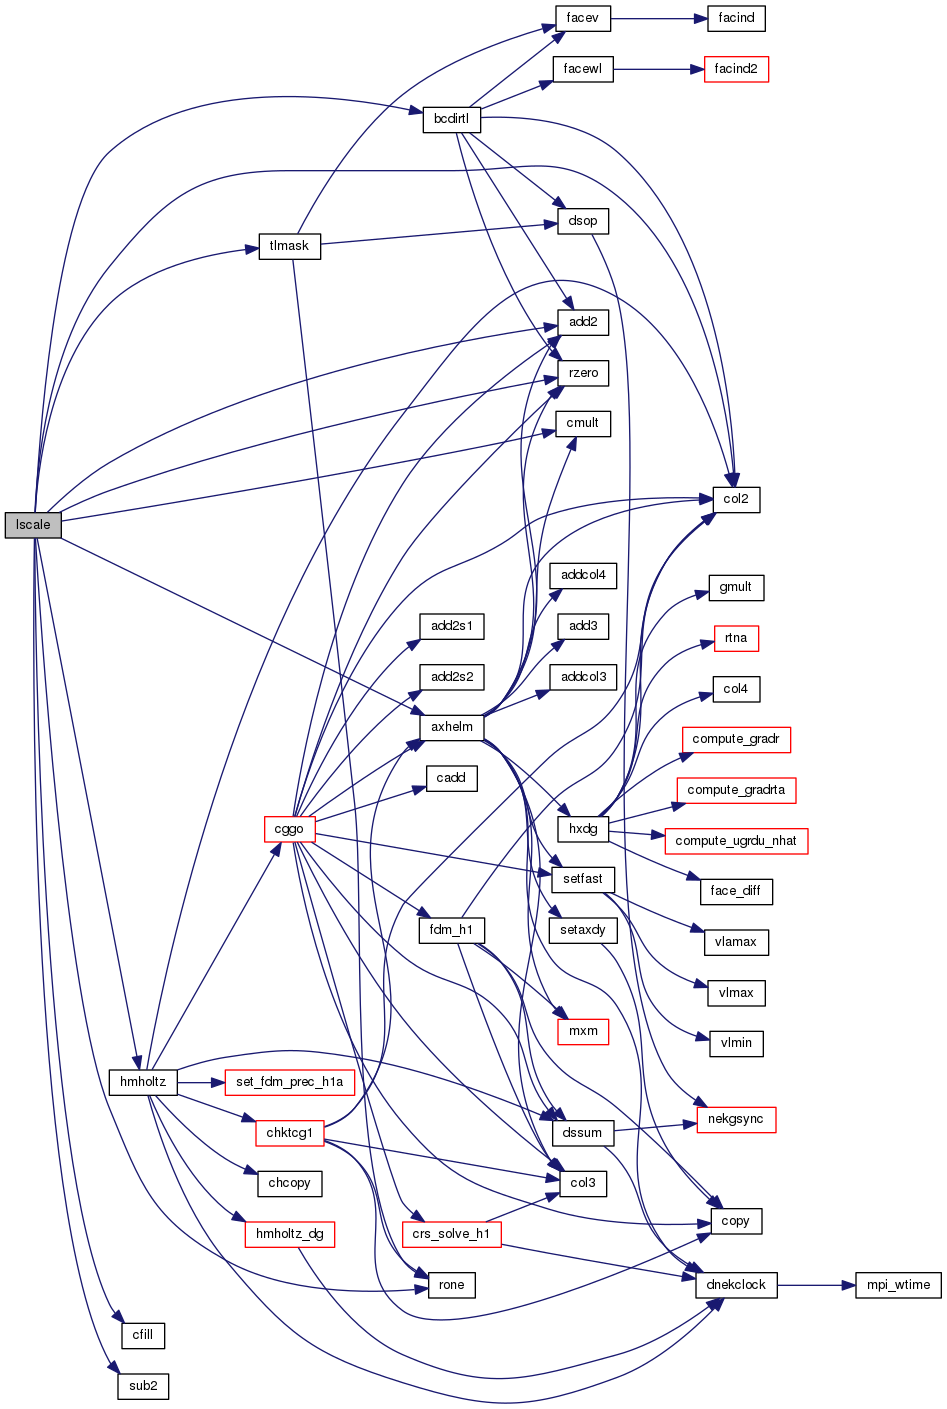 facev
facind
facewl
facind2
bcdirtl
dsop
tlmask
add2
rzero
cmult
col2
lscale
addcol4
gmult
add2s1
add3
rtna
add2s2
addcol3
col4
axhelm
compute_gradr
cadd
compute_gradrta
cggo
hxdg
compute_ugrdu_nhat
setfast
face_diff
fdm_h1
setaxdy
vlamax
vlmax
mxm
vlmin
hmholtz
set_fdm_prec_h1a
nekgsync
chktcg1
dssum
chcopy
col3
copy
hmholtz_dg
crs_solve_h1
rone
dnekclock
mpi_wtime
cfill
sub2